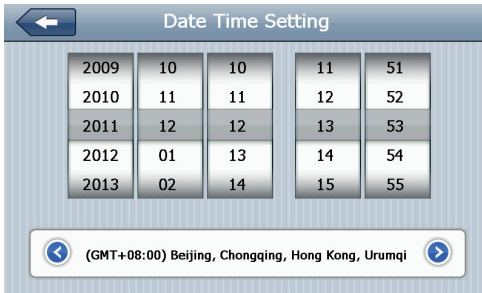 Date Time Setting
2009 10 10 11 51
2010 11 11 12 52
2011 12 12 13 53
2012 01 13 14 54
2013 02 14 15 55
(GMT+08:00) Beijing, Chongqing, Hong Kong, Urumqi